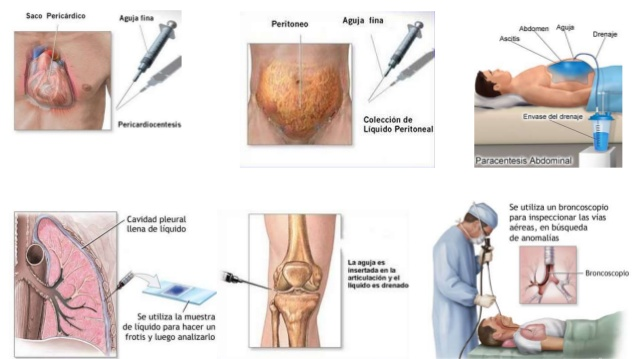 Saco Pericárdico
Aguja fina
Pericardiocentesis
Peritoneo
Aguja fina
Colección de
Líquido Peritoneal
Abdomen
Aguja
Ascitis
Drenaje
Envase del drenaje
Paracentesis Abdominal
Cavidad pleural
llena de líquido
Se utiliza la muestra
de líquido para hacer un
frotis y luego analizarlo
La aguja es
insertada en la
articulación y el
líquido es drenado
Se utiliza un broncoscopio
para inspeccionar las vías
aéreas, en búsqueda
de anomalías
Broncoscopio